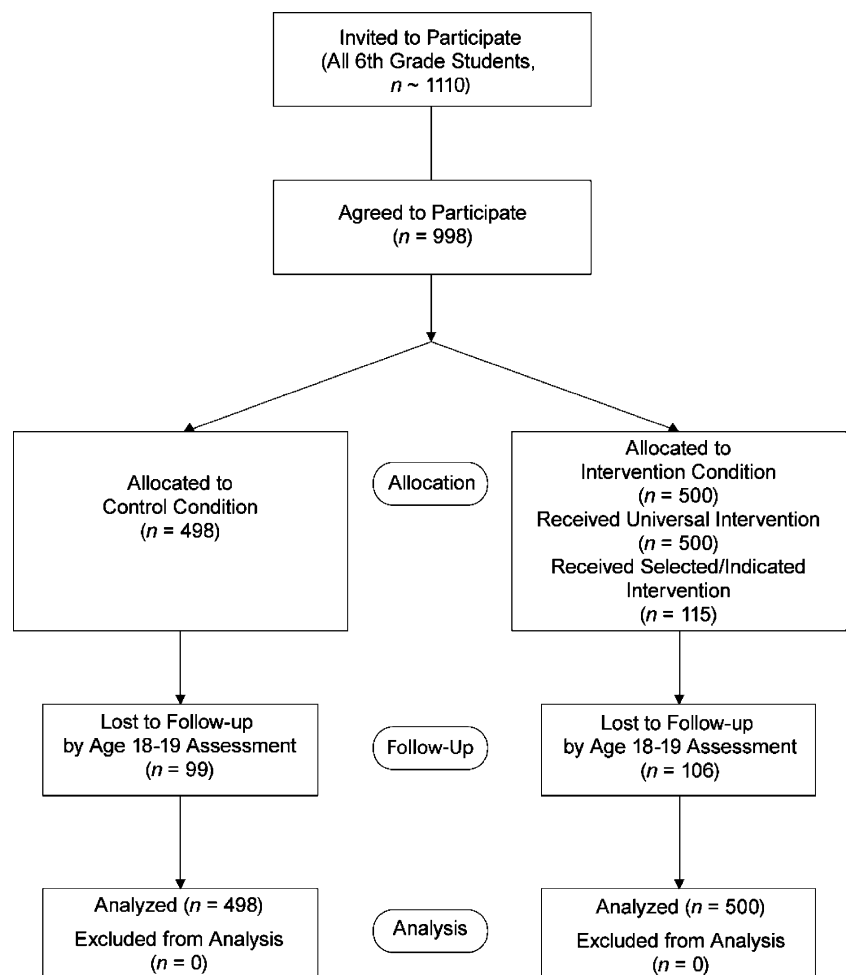 Invited to Participate
(All 6th Grade Students,
n ~ 1110)
Agreed to Participate
(n = 998)
Allocated to
Control Condition
(n = 498)
Allocation
Allocated to
Intervention Condition
(n = 500)
Received Universal Intervention
(n = 500)
Received Selected/Indicated
Intervention
(n = 115)
Lost to Follow-up
by Age 18-19 Assessment
(n = 99)
Follow-Up
Lost to Follow-up
by Age 18-19 Assessment
(n = 106)
Analyzed (n = 498)
Excluded from Analysis
(n = 0)
Analysis
Analyzed (n = 500)
Excluded from Analysis
(n = 0)